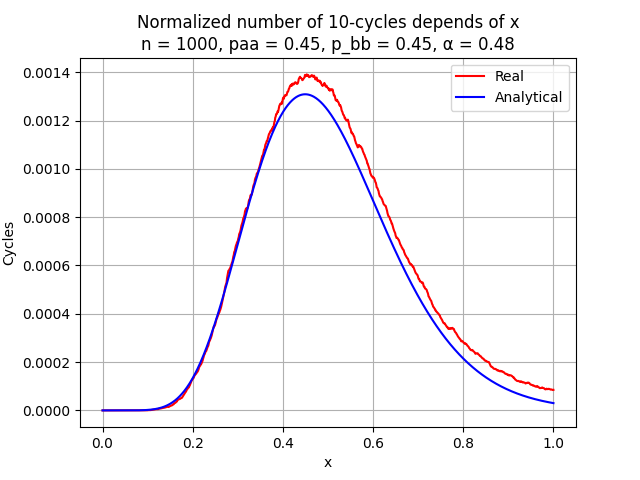 Normalized number of 10-cycles depends of x
n = 1000, paa = 0.45, p_bb = 0.45, α = 0.48
Real
Analytical
0.0014
0.0012
0.0010
0.0008
0.0006
0.0004
0.0002
0.0000
Cycles
0.0 0.2 0.4 0.6 0.8 1.0
x